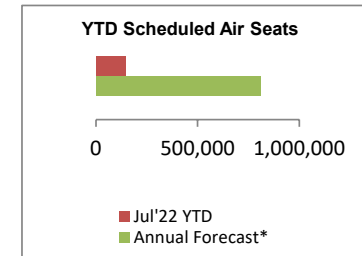 YTD Scheduled Air Seats
0 500,000 1,000,000
Jul'22 YTD
Annual Forecast*